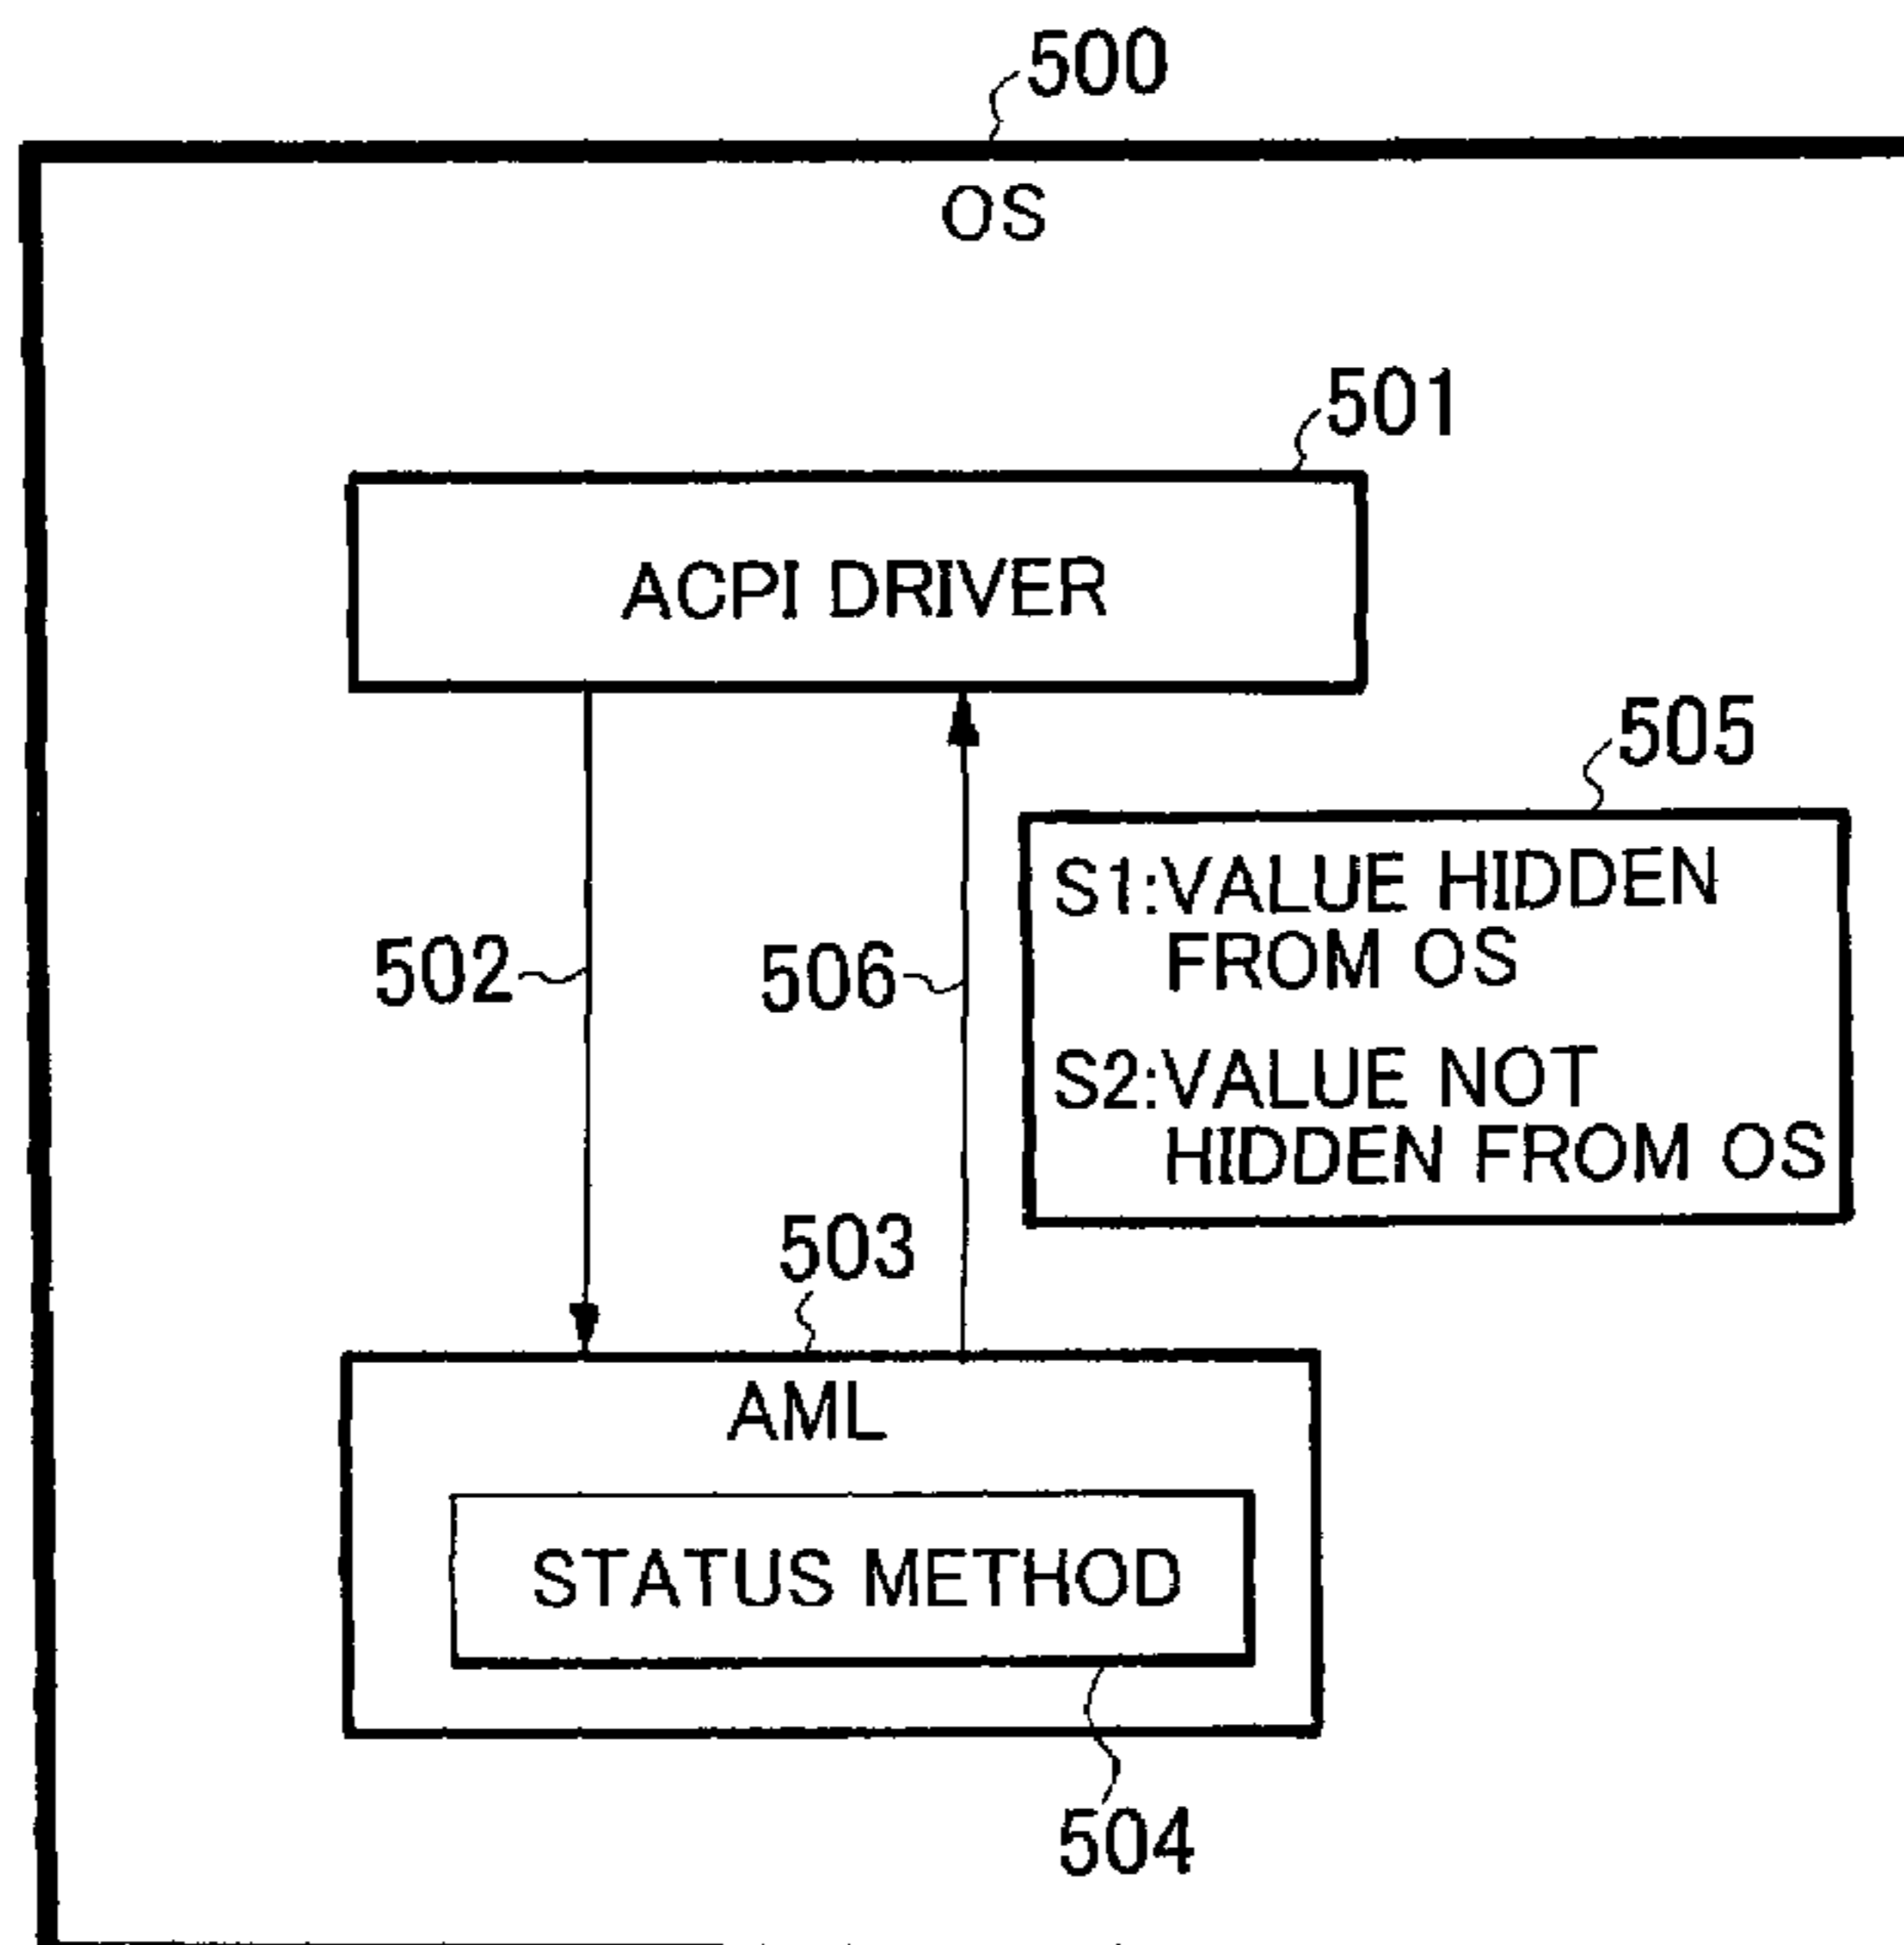 500
OS
501
ACPI DRIVER
505
S1:VALUE HIDDEN
FROM OS
S2:VALUE NOT
HIDDEN FROM OS
502
506
503
AML
STATUS METHOD
504